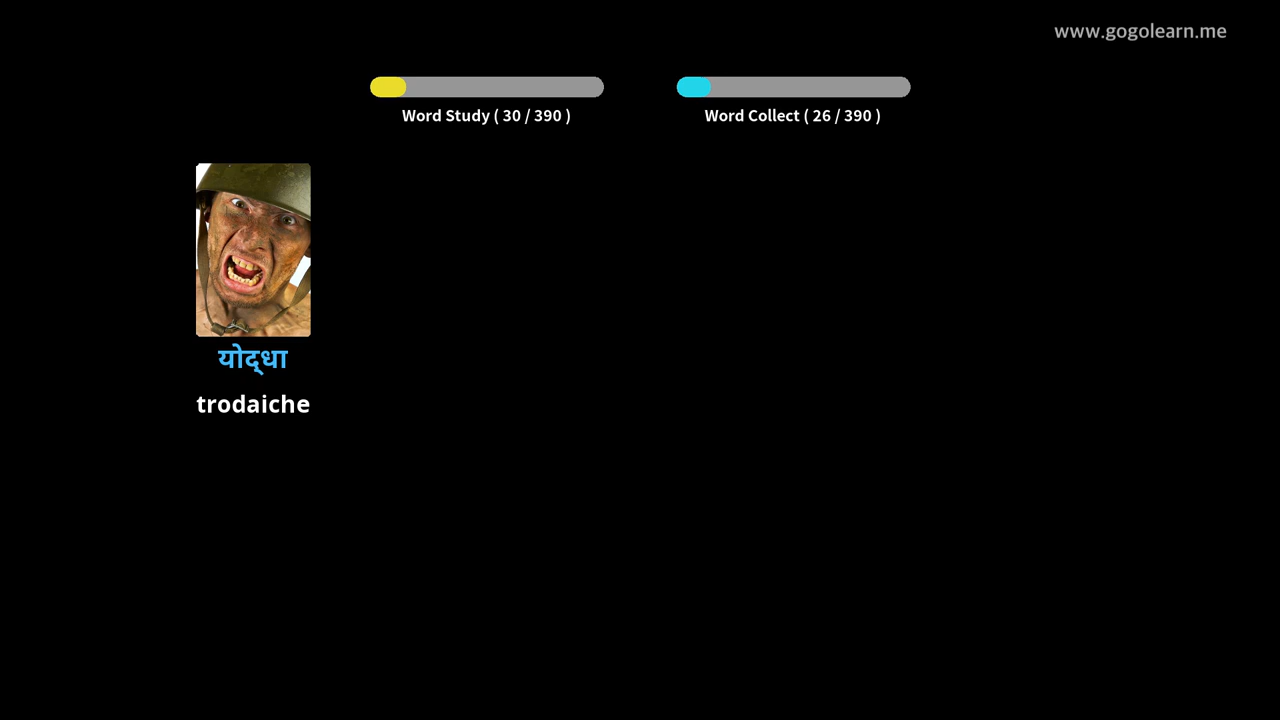 www.gogolearn.me
Word Study ( 30 / 390 )
Word Collect ( 26 / 390 )
योद्‌धा
trodaiche